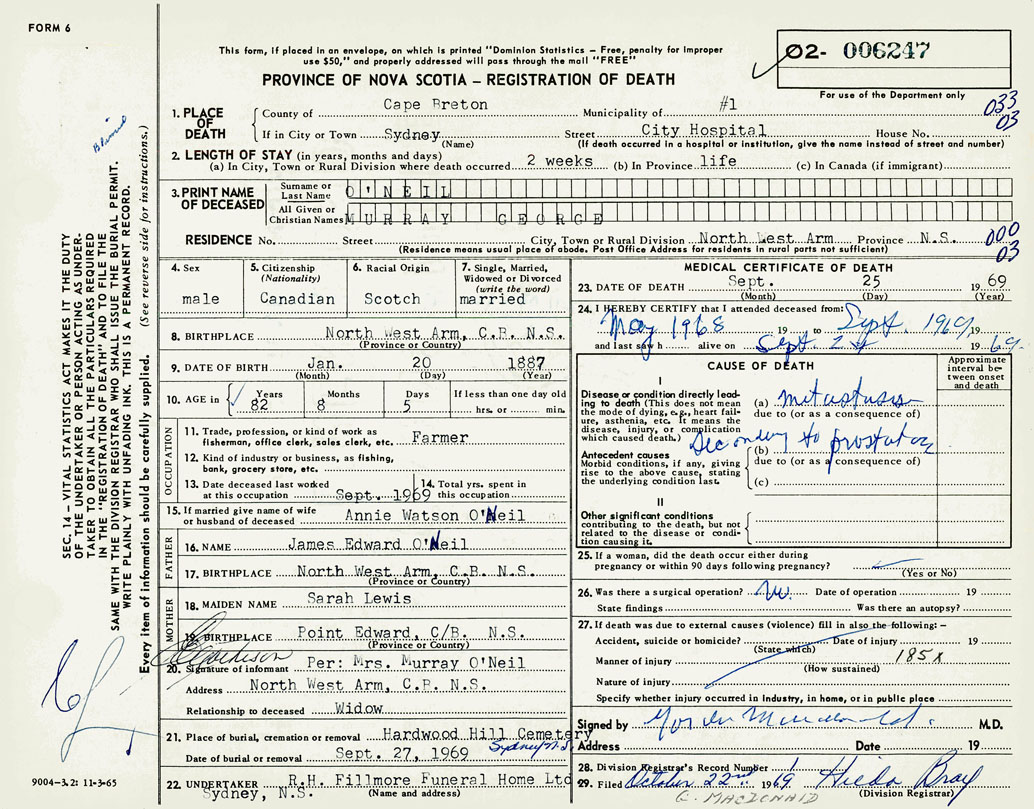 FORM 6
This form, if placed in an envelope, on which is printed "Dominion Statistics – Free, penalty for improper
use $50," and properly addressed will pass through the mail "FREE"
PROVINCE OF NOVA SCOTIA – REGISTRATION OF DEATH
02- 006247
For use of the Department only
033
03
1. PLACE OF DEATH
County of Cape Breton Municipality of #1
If in City or Town Sydney Street City Hospital House No.
(Name) (If death occurred in a hospital or institution, give the name instead of street and number)
2. LENGTH OF STAY (in years, months and days)
(a) In City, Town or Rural Division where death occurred 2 weeks (b) In Province life (c) In Canada (if immigrant)
3. PRINT NAME OF DECEASED
Surname or Last Name O'NEIL
All Given or Christian Names MURRAY GEORGE
RESIDENCE No. Street City, Town or Rural Division North West Arm Province N.S.
(Residence means usual place of abode. Post Office Address for residents in rural parts not sufficient)
000
03
4. Sex
male
5. Citizenship
(Nationality)
Canadian
6. Racial Origin
Scotch
7. Single, Married,
Widowed or Divorced
(write the word)
married
8. BIRTHPLACE North West Arm, C.B. N.S.
(Province or Country)
9. DATE OF BIRTH Jan. 20 1887
(Month) (Day) (Year)
10. AGE in Years Months Days If less than one day old
82 8 5 hrs. or min.
OCCUPATION
11. Trade, profession, or kind of work as
fisherman, office clerk, sales clerk, etc. Farmer
12. Kind of industry or business, as fishing,
bank, grocery store, etc.
13. Date deceased last worked
at this occupation Sept. 1969
14. Total yrs. spent in
this occupation
15. If married give name of wife
or husband of deceased Annie Watson O'Neil
FATHER
16. NAME James Edward O'Neil
17. BIRTHPLACE North West Arm, C.B. N.S.
(Province or Country)
MOTHER
18. MAIDEN NAME Sarah Lewis
19. BIRTHPLACE Point Edward, C/B. N.S.
(Province or Country)
20. Signature of informant Per: Mrs. Murray O'Neil
Address North West Arm, C.B. N.S.
Relationship to deceased Widow
21. Place of burial, cremation or removal Hardwood Hill Cemetery
Sydney N.S.
Date of burial or removal Sept. 27, 1969
22. UNDERTAKER R.H. Fillmore Funeral Home Ltd
Sydney, N.S. (Name and address)
MEDICAL CERTIFICATE OF DEATH
23. DATE OF DEATH Sept. 25 1969
(Month) (Day) (Year)
24. I HEREBY CERTIFY that I attended deceased from:
May 1968 19 to Sept. 1969, 19
and last saw h alive on Sept. 24 1969.
CAUSE OF DEATH
Approximate
interval be-
tween onset
and death
I
Disease or condition directly lead-
ing to death (This does not mean
the mode of dying, e.g., heart fail-
ure, asthenia, etc. It means the
disease, injury, or complication
which caused death.)
(a) metastasis
due to (or as a consequence of)
Secondary to prostate
Antecedent causes
Morbid conditions, if any, giving
rise to the above cause, stating
the underlying condition last.
(b)
due to (or as a consequence of)
(c)
II
Other significant conditions
contributing to the death, but not
related to the disease or condi-
tion causing it.
25. If a woman, did the death occur either during
pregnancy or within 90 days following pregnancy?
(Yes or No)
26. Was there a surgical operation? Date of operation 19
State findings Was there an autopsy?
27. If death was due to external causes (violence) fill in also the following: –
Accident, suicide or homicide? Date of injury 19
(State which)
Manner of injury 185X
(How sustained)
Nature of injury
Specify whether injury occurred in industry, in home, or in public place
Signed by M.D.
Address Date 19
28. Division Registrar's Record Number 1
29. Filed October 22nd 1969 Hilda Bray
(Division Registrar)
MACDONALD
SEC. 14 – VITAL STATISTICS ACT MAKES IT THE DUTY
OF THE UNDERTAKER OR PERSON ACTING AS UNDER-
TAKER TO OBTAIN ALL THE PARTICULARS REQUIRED
IN THE "REGISTRATION OF DEATH" AND TO FILE THE
SAME WITH THE DIVISION REGISTRAR WHO SHALL ISSUE THE BURIAL PERMIT.
WRITE PLAINLY WITH UNFADING INK. THIS IS A PERMANENT RECORD.
Every item of information should be carefully supplied. (See reverse side for instructions.)
9004–3.2: 11-3-65